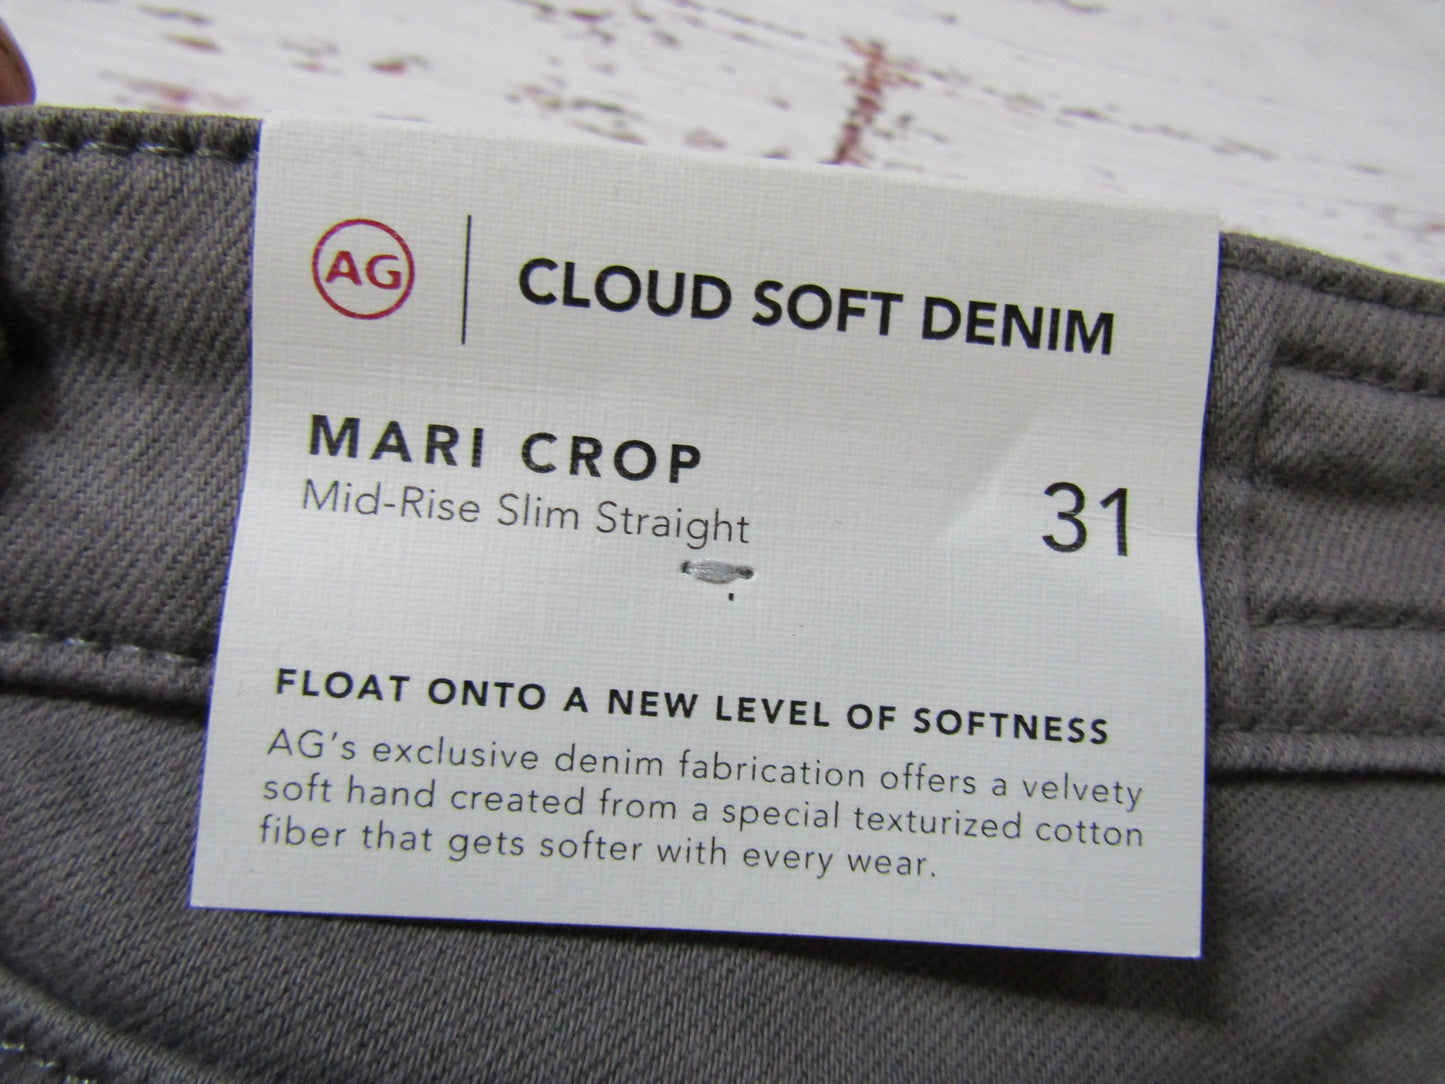 AG
CLOUD SOFT DENIM
MARI CROP
Mid-Rise Slim Straight
31
FLOAT ONTO A NEW LEVEL OF SOFTNESS
AG's exclusive denim fabrication offers a velvety
soft hand created from a special texturized cotton
fiber that gets softer with every wear.